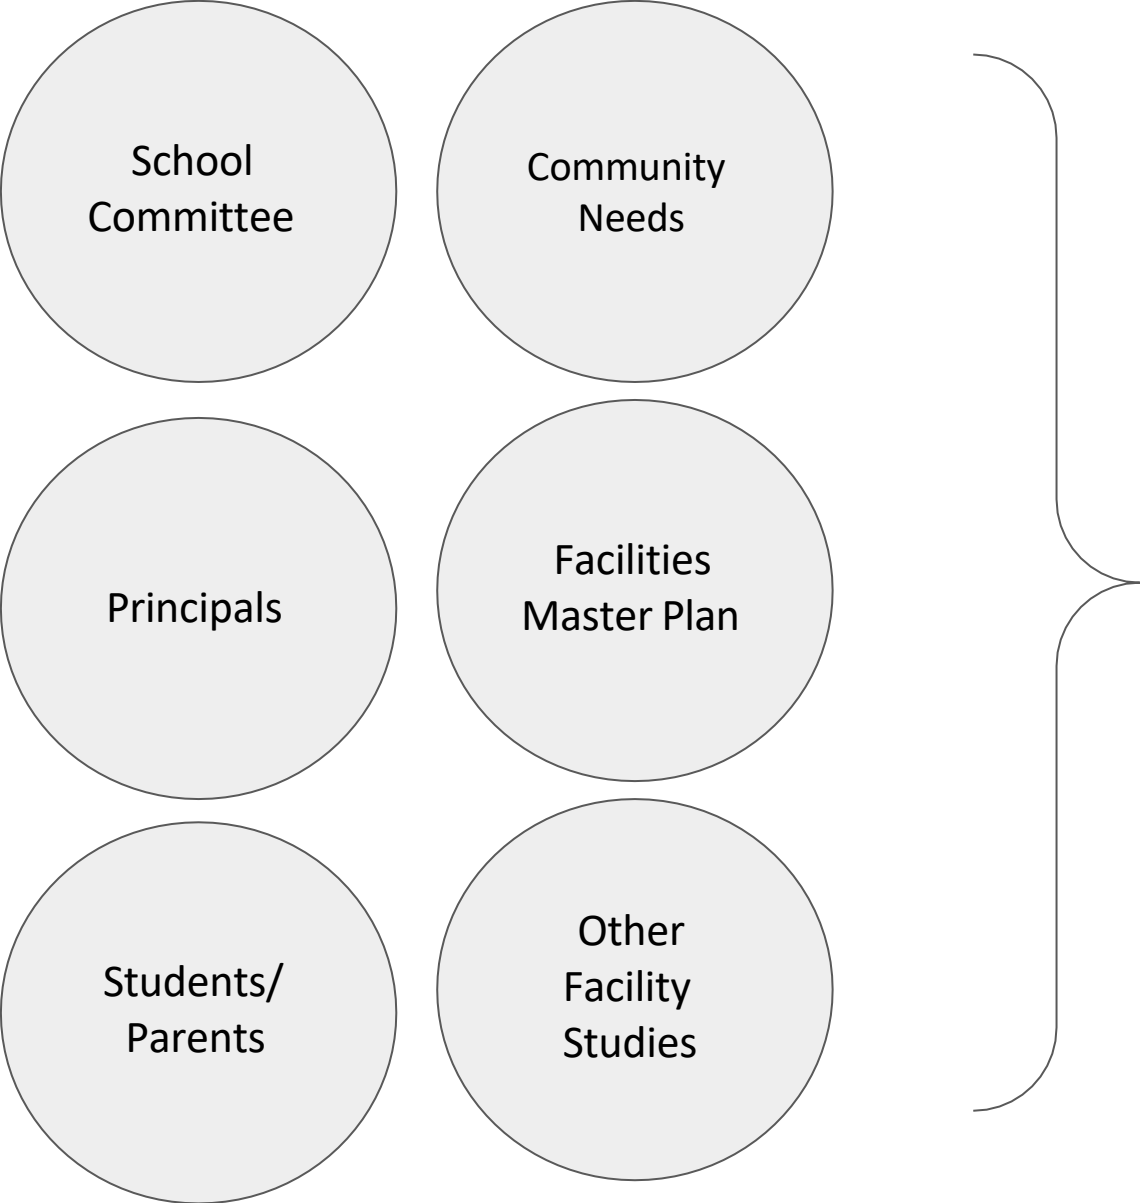 School
Committee
Community
Needs
Principals
Facilities
Master Plan
Students/
Parents
Other
Facility
Studies